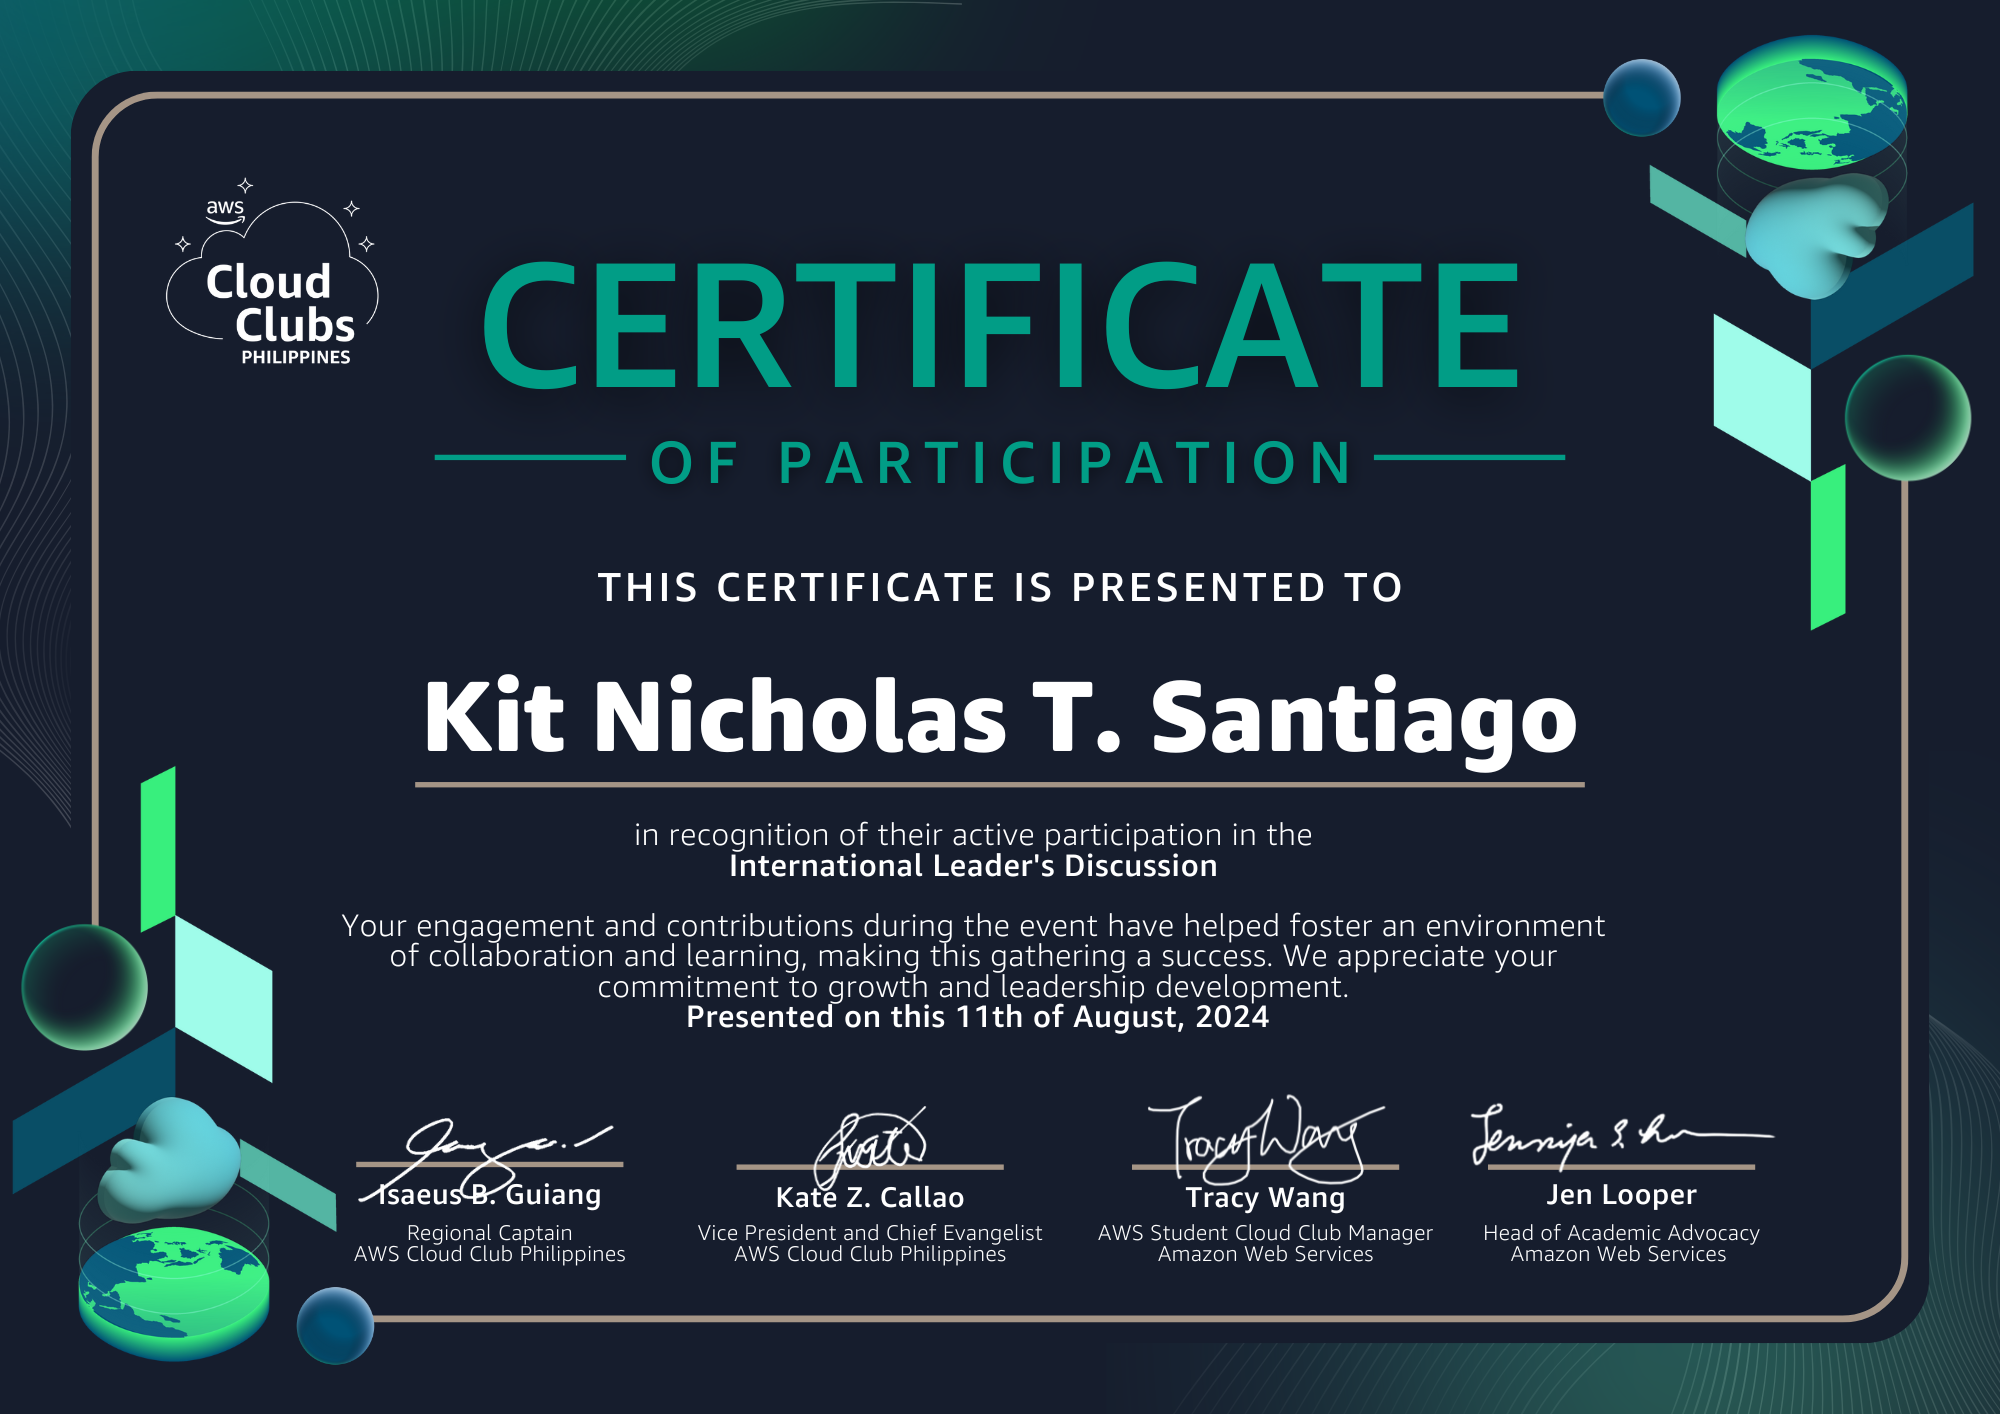 aws
Cloud
Clubs
PHILIPPINES
CERTIFICATE
OF PARTICIPATION
THIS CERTIFICATE IS PRESENTED TO
Kit Nicholas T. Santiago
in recognition of their active participation in the
International Leader's Discussion
Your engagement and contributions during the event have helped foster an environment
of collaboration and learning, making this gathering a success. We appreciate your
commitment to growth and leadership development.
Presented on this 11th of August, 2024
Tracy Wang
Isaeus B. Guiang
Regional Captain
AWS Cloud Club Philippines
Kate Z. Callao
Vice President and Chief Evangelist
AWS Cloud Club Philippines
Tracy Wang
AWS Student Cloud Club Manager
Amazon Web Services
Jen Looper
Head of Academic Advocacy
Amazon Web Services